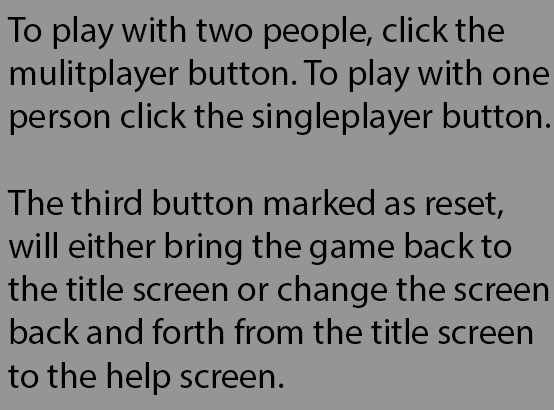 To play with two people, click the
mulitplayer button. To play with one
person click the singleplayer button.
The third button marked as reset,
will either bring the game back to
the title screen or change the screen
back and forth from the title screen
to the help screen.